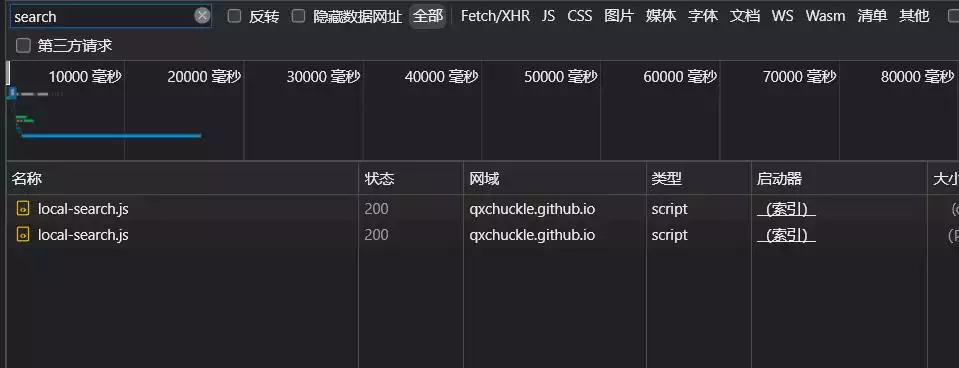 search 反转 隐藏数据网址 全部 Fetch/XHR JS CSS 图片 媒体 字体 文档 WS Wasm 清单 其他
第三方请求
10000 毫秒 20000 毫秒 30000 毫秒 40000 毫秒 50000 毫秒 60000 毫秒 70000 毫秒 80000 毫秒
名称 状态 网域 类型 启动器 大小
local-search.js 200 qxchuckle.github.io script （索引）
local-search.js 200 qxchuckle.github.io script （索引）